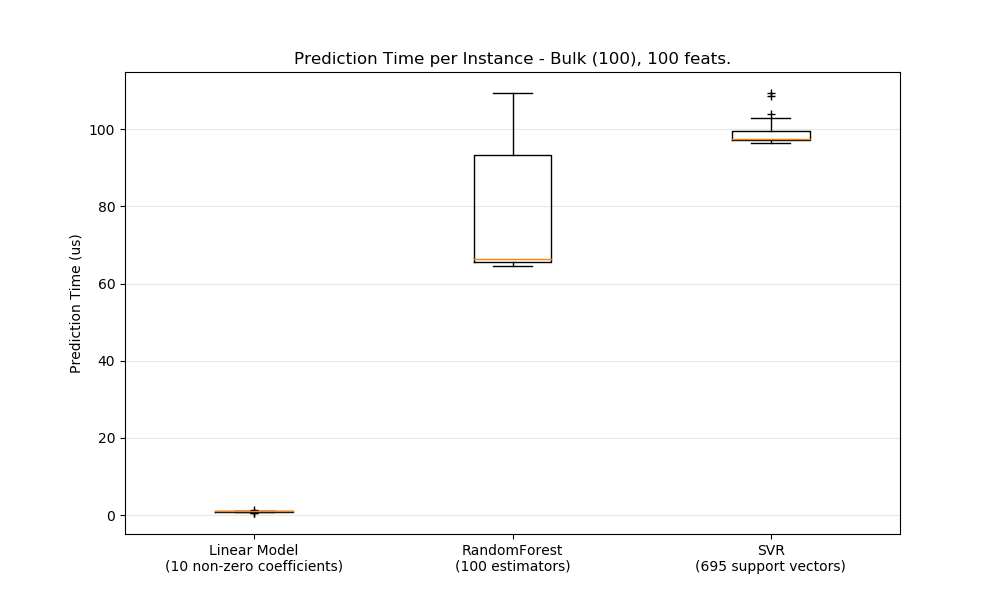 Prediction Time per Instance - Bulk (100), 100 feats.
Prediction Time (us)
100
80
60
40
20
0
Linear Model
(10 non-zero coefficients)
RandomForest
(100 estimators)
SVR
(695 support vectors)